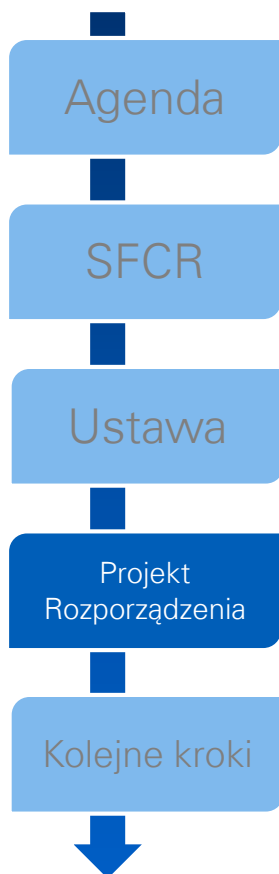 Agenda
SFCR
Ustawa
Projekt
Rozporządzenia
Kolejne kroki